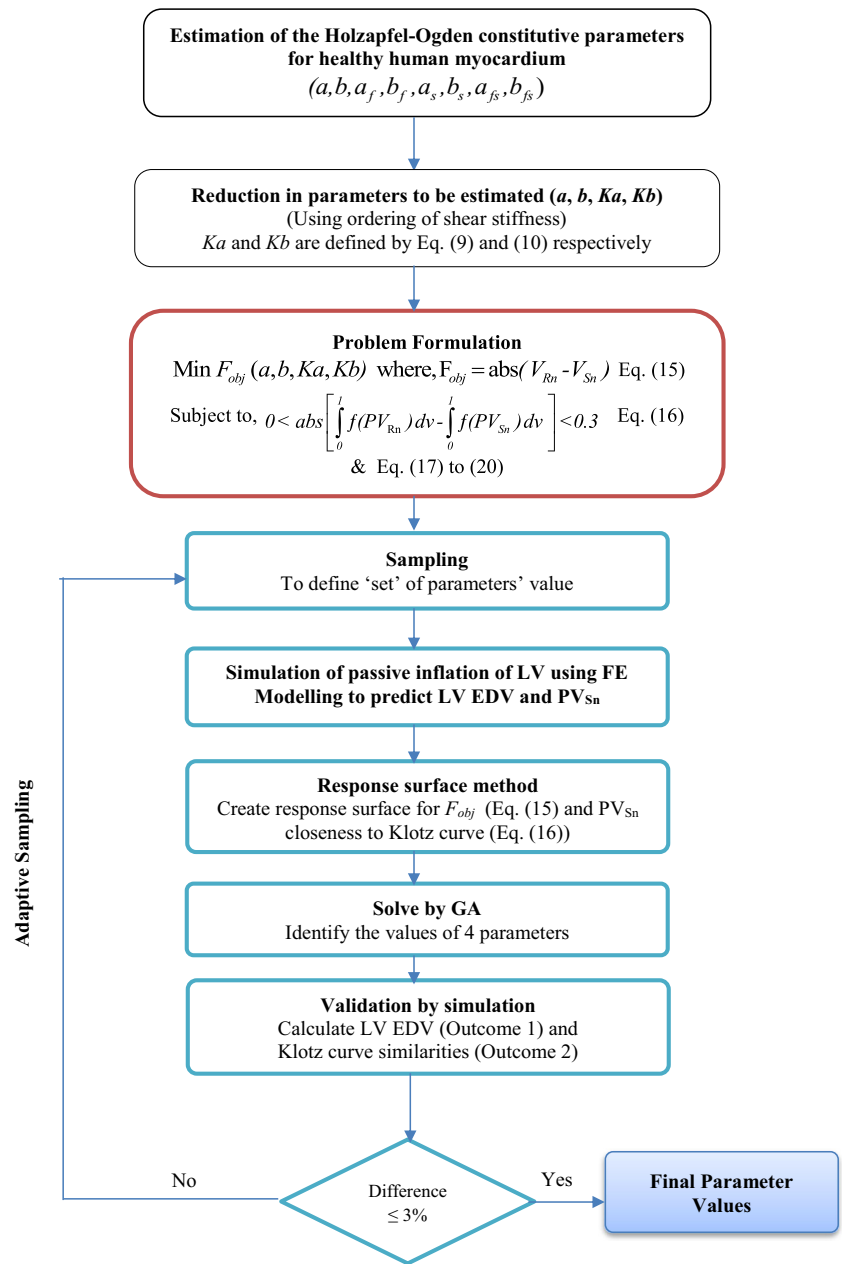 Estimation of the Holzapfel-Ogden constitutive parameters
for healthy human myocardium
(a,b,a_f,b_f,a_s,b_s,a_fs,b_fs)
Reduction in parameters to be estimated (a, b, Ka, Kb)
(Using ordering of shear stiffness)
Ka and Kb are defined by Eq. (9) and (10) respectively
Problem Formulation
Min F_obj (a,b,Ka,Kb) where,F_obj = abs(V_Rn -V_Sn) Eq. (15)
Subject to, 0< abs[∫_0^1 f(PV_Rn)dv-∫_0^1 f(PV_Sn)dv]<0.3 Eq. (16)
& Eq. (17) to (20)
Sampling
To define ‘set’ of parameters’ value
Simulation of passive inflation of LV using FE
Modelling to predict LV EDV and PV_Sn
Response surface method
Create response surface for F_obj (Eq. (15) and PV_Sn
closeness to Klotz curve (Eq. (16))
Solve by GA
Identify the values of 4 parameters
Validation by simulation
Calculate LV EDV (Outcome 1) and
Klotz curve similarities (Outcome 2)
Adaptive Sampling
Difference
≤ 3%
No
Yes
Final Parameter
Values